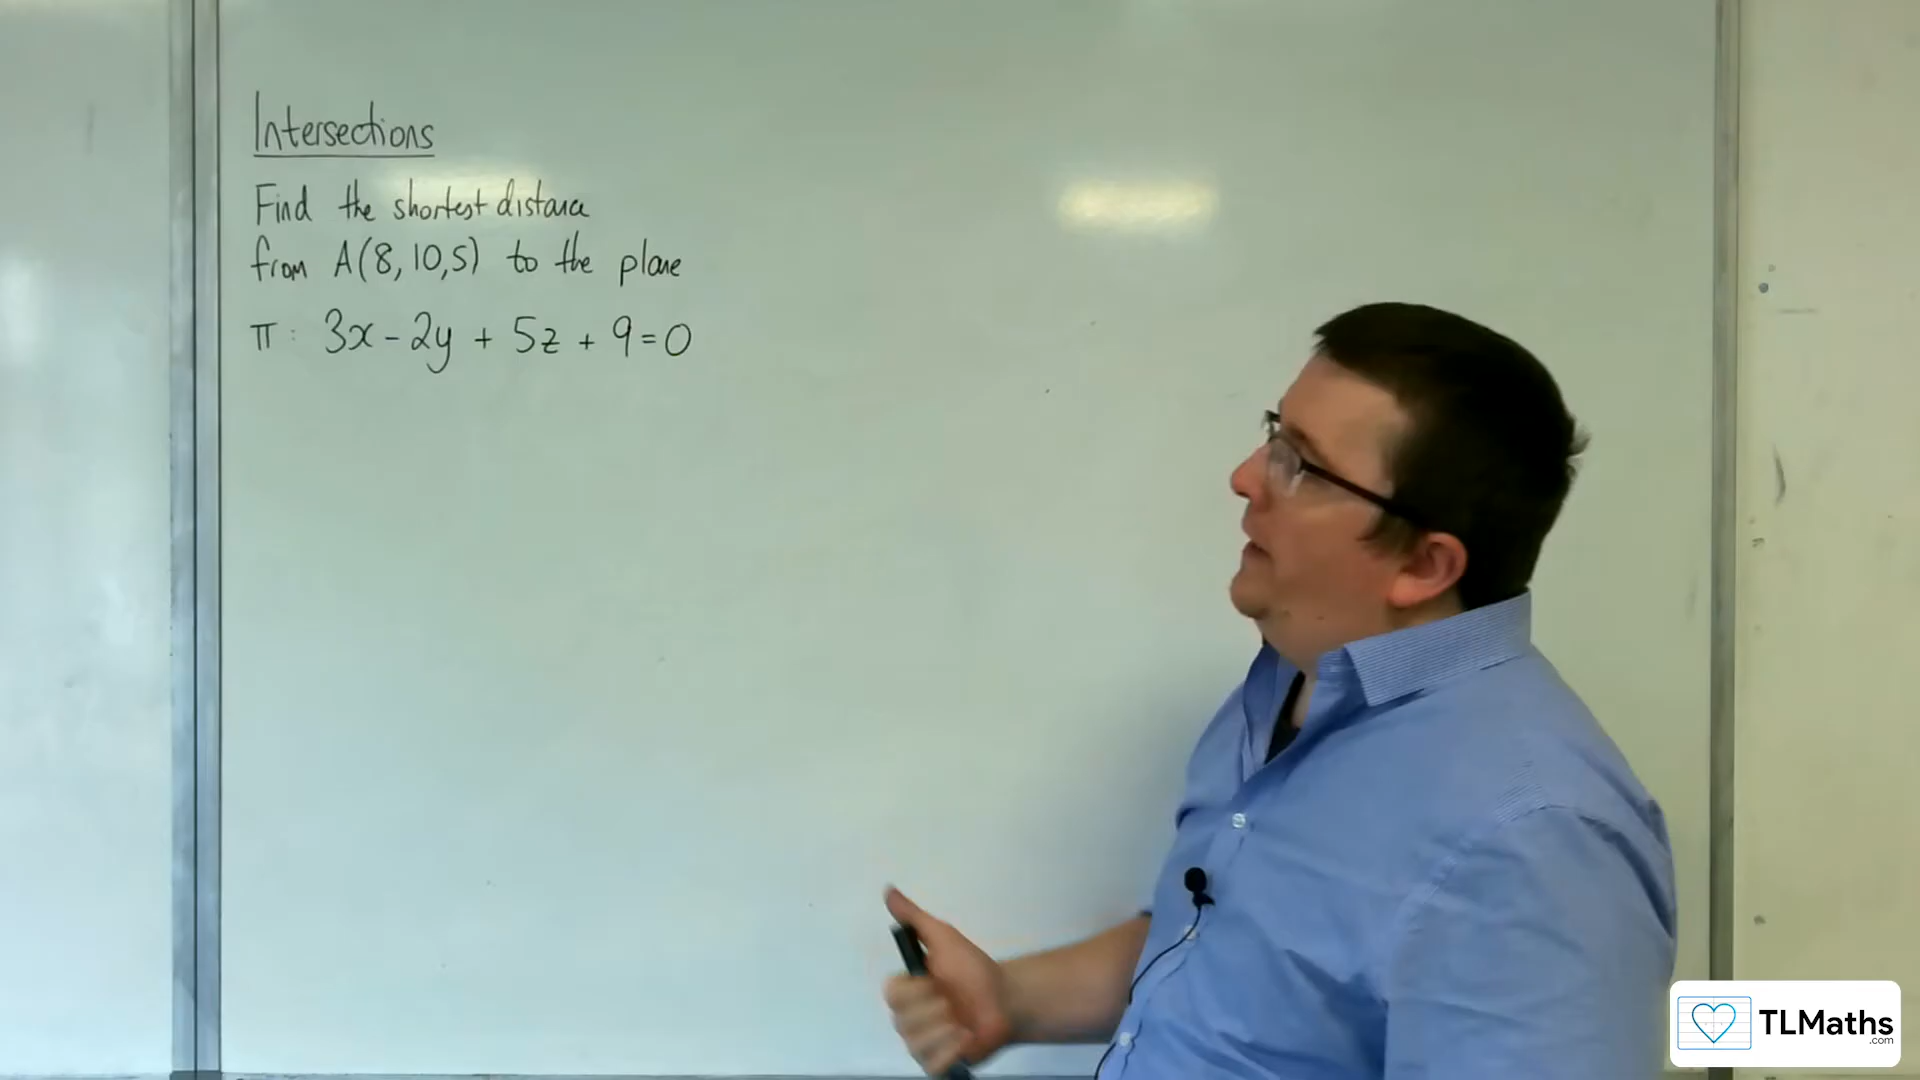 Intersections
Find the shortest distance
from A(8, 10, 5) to the plane
π: 3x - 2y + 5z + 9 = 0
TLMaths
.com